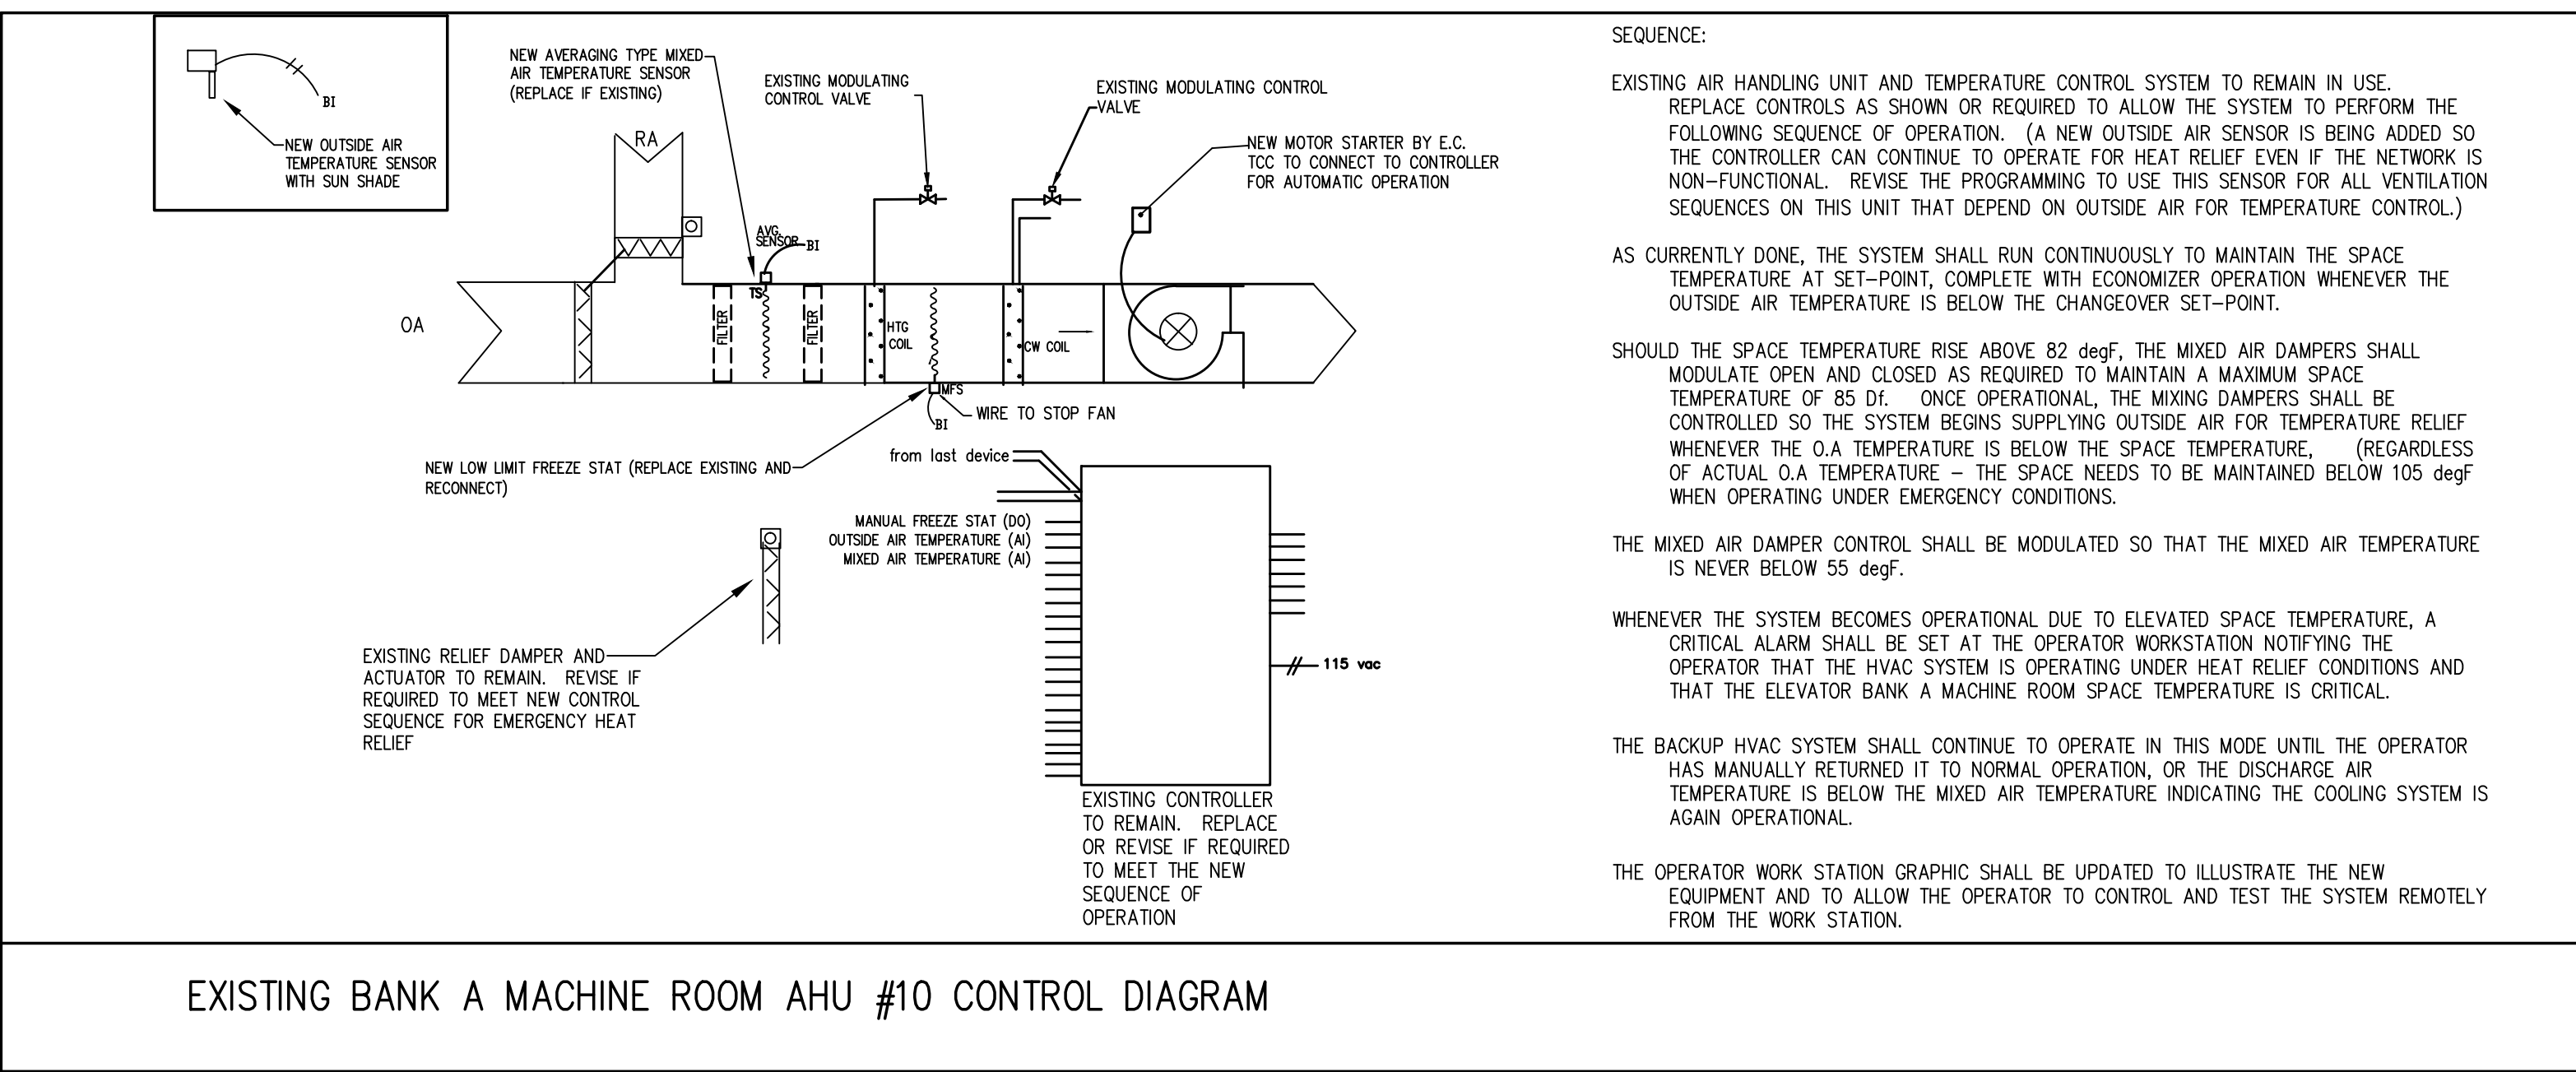 BI
NEW OUTSIDE AIR
TEMPERATURE SENSOR
WITH SUN SHADE
NEW AVERAGING TYPE MIXED
AIR TEMPERATURE SENSOR
(REPLACE IF EXISTING)
EXISTING MODULATING
CONTROL VALVE
EXISTING MODULATING CONTROL
VALVE
NEW MOTOR STARTER BY E.C.
TCC TO CONNECT TO CONTROLLER
FOR AUTOMATIC OPERATION
RA
AVG.
SENSOR
BI
TS
OA
FILTER
FILTER
HTG
COIL
CW COIL
MFS
WIRE TO STOP FAN
BI
from last device
NEW LOW LIMIT FREEZE STAT (REPLACE EXISTING AND
RECONNECT)
MANUAL FREEZE STAT (DO)
OUTSIDE AIR TEMPERATURE (AI)
MIXED AIR TEMPERATURE (AI)
115 vac
EXISTING RELIEF DAMPER AND
ACTUATOR TO REMAIN. REVISE IF
REQUIRED TO MEET NEW CONTROL
SEQUENCE FOR EMERGENCY HEAT
RELIEF
EXISTING CONTROLLER
TO REMAIN. REPLACE
OR REVISE IF REQUIRED
TO MEET THE NEW
SEQUENCE OF
OPERATION
SEQUENCE:
EXISTING AIR HANDLING UNIT AND TEMPERATURE CONTROL SYSTEM TO REMAIN IN USE.
REPLACE CONTROLS AS SHOWN OR REQUIRED TO ALLOW THE SYSTEM TO PERFORM THE
FOLLOWING SEQUENCE OF OPERATION. (A NEW OUTSIDE AIR SENSOR IS BEING ADDED SO
THE CONTROLLER CAN CONTINUE TO OPERATE FOR HEAT RELIEF EVEN IF THE NETWORK IS
NON-FUNCTIONAL. REVISE THE PROGRAMMING TO USE THIS SENSOR FOR ALL VENTILATION
SEQUENCES ON THIS UNIT THAT DEPEND ON OUTSIDE AIR FOR TEMPERATURE CONTROL.)
AS CURRENTLY DONE, THE SYSTEM SHALL RUN CONTINUOUSLY TO MAINTAIN THE SPACE
TEMPERATURE AT SET-POINT, COMPLETE WITH ECONOMIZER OPERATION WHENEVER THE
OUTSIDE AIR TEMPERATURE IS BELOW THE CHANGEOVER SET-POINT.
SHOULD THE SPACE TEMPERATURE RISE ABOVE 82 degF, THE MIXED AIR DAMPERS SHALL
MODULATE OPEN AND CLOSED AS REQUIRED TO MAINTAIN A MAXIMUM SPACE
TEMPERATURE OF 85 Df. ONCE OPERATIONAL, THE MIXING DAMPERS SHALL BE
CONTROLLED SO THE SYSTEM BEGINS SUPPLYING OUTSIDE AIR FOR TEMPERATURE RELIEF
WHENEVER THE O.A TEMPERATURE IS BELOW THE SPACE TEMPERATURE, (REGARDLESS
OF ACTUAL O.A TEMPERATURE – THE SPACE NEEDS TO BE MAINTAINED BELOW 105 degF
WHEN OPERATING UNDER EMERGENCY CONDITIONS.
THE MIXED AIR DAMPER CONTROL SHALL BE MODULATED SO THAT THE MIXED AIR TEMPERATURE
IS NEVER BELOW 55 degF.
WHENEVER THE SYSTEM BECOMES OPERATIONAL DUE TO ELEVATED SPACE TEMPERATURE, A
CRITICAL ALARM SHALL BE SET AT THE OPERATOR WORKSTATION NOTIFYING THE
OPERATOR THAT THE HVAC SYSTEM IS OPERATING UNDER HEAT RELIEF CONDITIONS AND
THAT THE ELEVATOR BANK A MACHINE ROOM SPACE TEMPERATURE IS CRITICAL.
THE BACKUP HVAC SYSTEM SHALL CONTINUE TO OPERATE IN THIS MODE UNTIL THE OPERATOR
HAS MANUALLY RETURNED IT TO NORMAL OPERATION, OR THE DISCHARGE AIR
TEMPERATURE IS BELOW THE MIXED AIR TEMPERATURE INDICATING THE COOLING SYSTEM IS
AGAIN OPERATIONAL.
THE OPERATOR WORK STATION GRAPHIC SHALL BE UPDATED TO ILLUSTRATE THE NEW
EQUIPMENT AND TO ALLOW THE OPERATOR TO CONTROL AND TEST THE SYSTEM REMOTELY
FROM THE WORK STATION.
EXISTING BANK A MACHINE ROOM AHU #10 CONTROL DIAGRAM